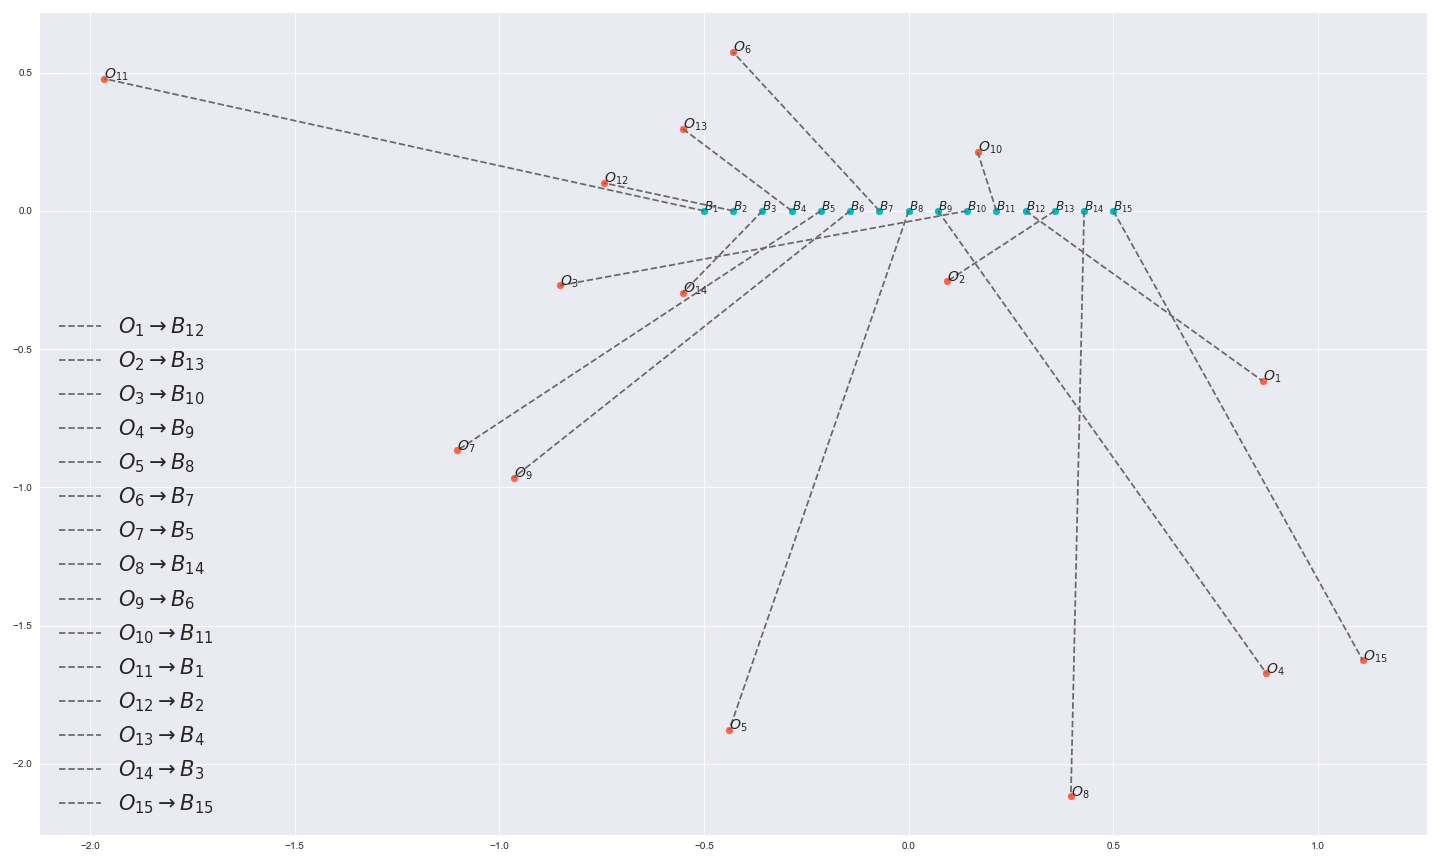 O₆
0.5
O₁₁
O₁₃
O₁₀
O₁₂
0.0
B₁ B₂ B₃ B₄ B₅ B₆ B₇ B₈ B₉ B₁₀ B₁₁ B₁₂ B₁₃ B₁₄ B₁₅
O₃
O₁₄
O₂
−0.5
O₁
O₇
O₉
−1.0
−1.5
O₄
O₁₅
O₅
−2.0
O₈
O₁ → B₁₂
O₂ → B₁₃
O₃ → B₁₀
O₄ → B₉
O₅ → B₈
O₆ → B₇
O₇ → B₅
O₈ → B₁₄
O₉ → B₆
O₁₀ → B₁₁
O₁₁ → B₁
O₁₂ → B₂
O₁₃ → B₄
O₁₄ → B₃
O₁₅ → B₁₅
−2.0 −1.5 −1.0 −0.5 0.0 0.5 1.0